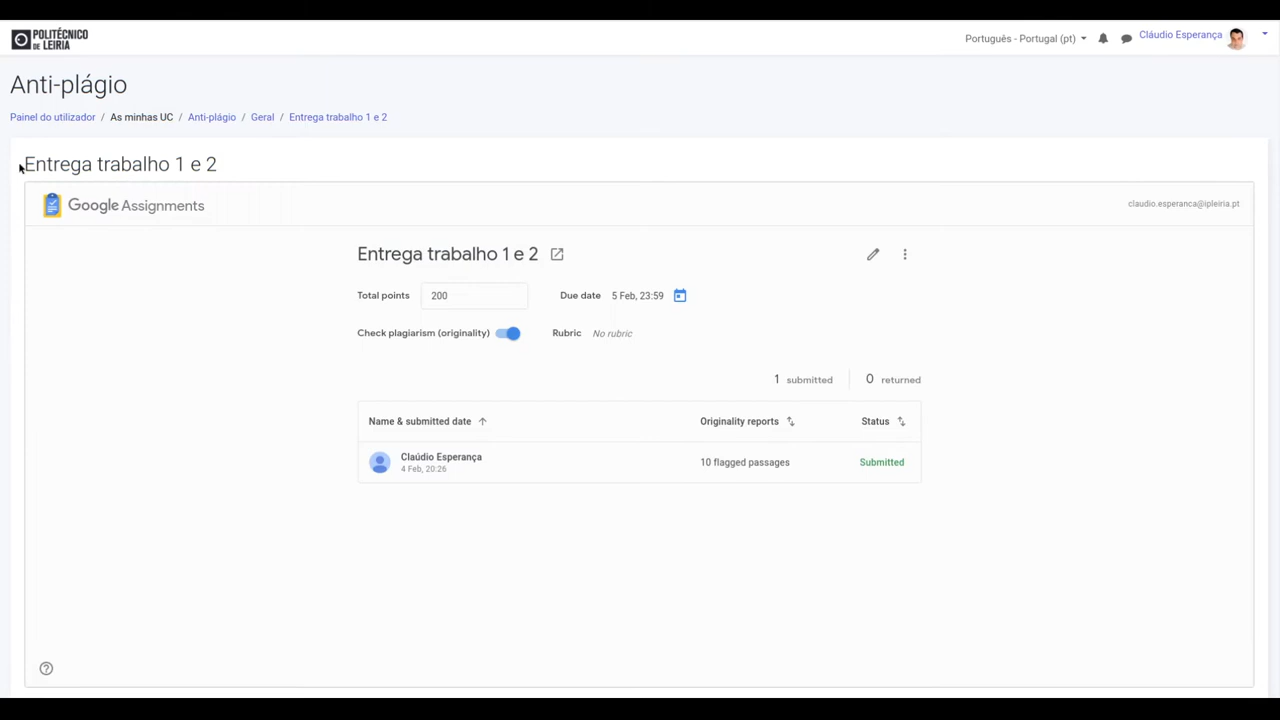 POLITÉCNICO
DE LEIRIA
Português - Portugal (pt)
Cláudio Esperança
Anti-plágio
Painel do utilizador / As minhas UC / Anti-plágio / Geral / Entrega trabalho 1 e 2
Entrega trabalho 1 e 2
Google Assignments
claudio.esperanca@ipleiria.pt
Entrega trabalho 1 e 2
Total points 200 Due date 5 Feb, 23:59
Check plagiarism (originality) Rubric No rubric
1 submitted 0 returned
Name & submitted date Originality reports Status
Claúdio Esperança 10 flagged passages Submitted
4 Feb, 20:26